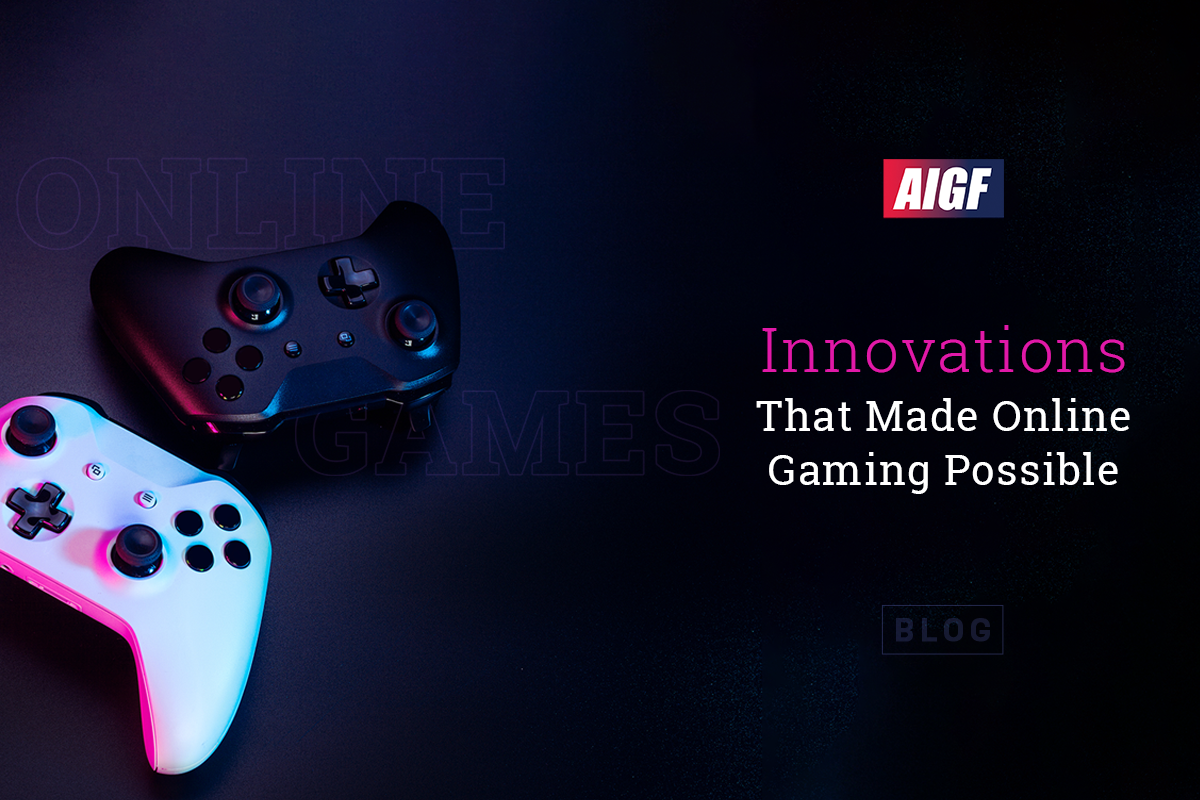 ONLINE
GAMES
AIGF
Innovations
That Made Online
Gaming Possible
BLOG